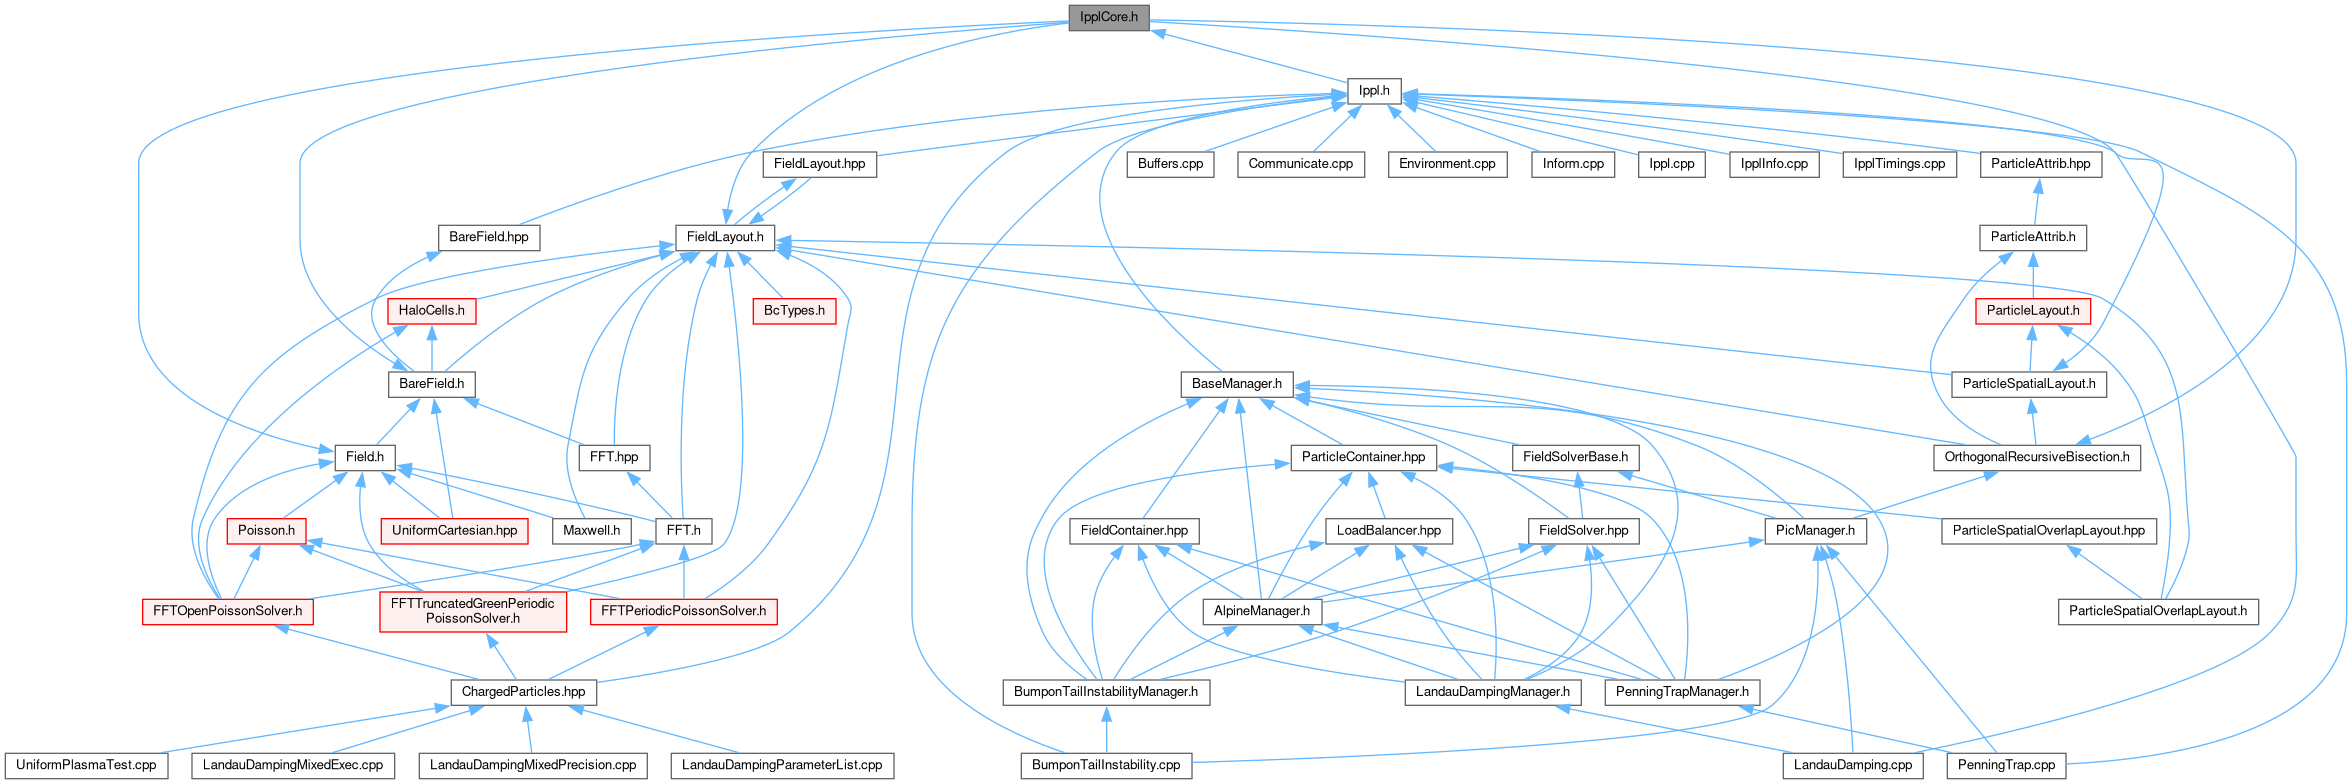 IpplCore.h
Ippl.h
FieldLayout.hpp
Buffers.cpp
Communicate.cpp
Environment.cpp
Inform.cpp
Ippl.cpp
IpplInfo.cpp
IpplTimings.cpp
ParticleAttrib.hpp
BareField.hpp
FieldLayout.h
ParticleAttrib.h
HaloCells.h
BcTypes.h
ParticleLayout.h
BareField.h
BaseManager.h
ParticleSpatialLayout.h
Field.h
FFT.hpp
ParticleContainer.hpp
FieldSolverBase.h
OrthogonalRecursiveBisection.h
Poisson.h
UniformCartesian.hpp
Maxwell.h
FFT.h
FieldContainer.hpp
LoadBalancer.hpp
FieldSolver.hpp
PicManager.h
ParticleSpatialOverlapLayout.hpp
FFTOpenPoissonSolver.h
FFTTruncatedGreenPeriodic
PoissonSolver.h
FFTPeriodicPoissonSolver.h
AlpineManager.h
ParticleSpatialOverlapLayout.h
ChargedParticles.hpp
BumponTailInstabilityManager.h
LandauDampingManager.h
PenningTrapManager.h
UniformPlasmaTest.cpp
LandauDampingMixedExec.cpp
LandauDampingMixedPrecision.cpp
LandauDampingParameterList.cpp
BumponTailInstability.cpp
LandauDamping.cpp
PenningTrap.cpp